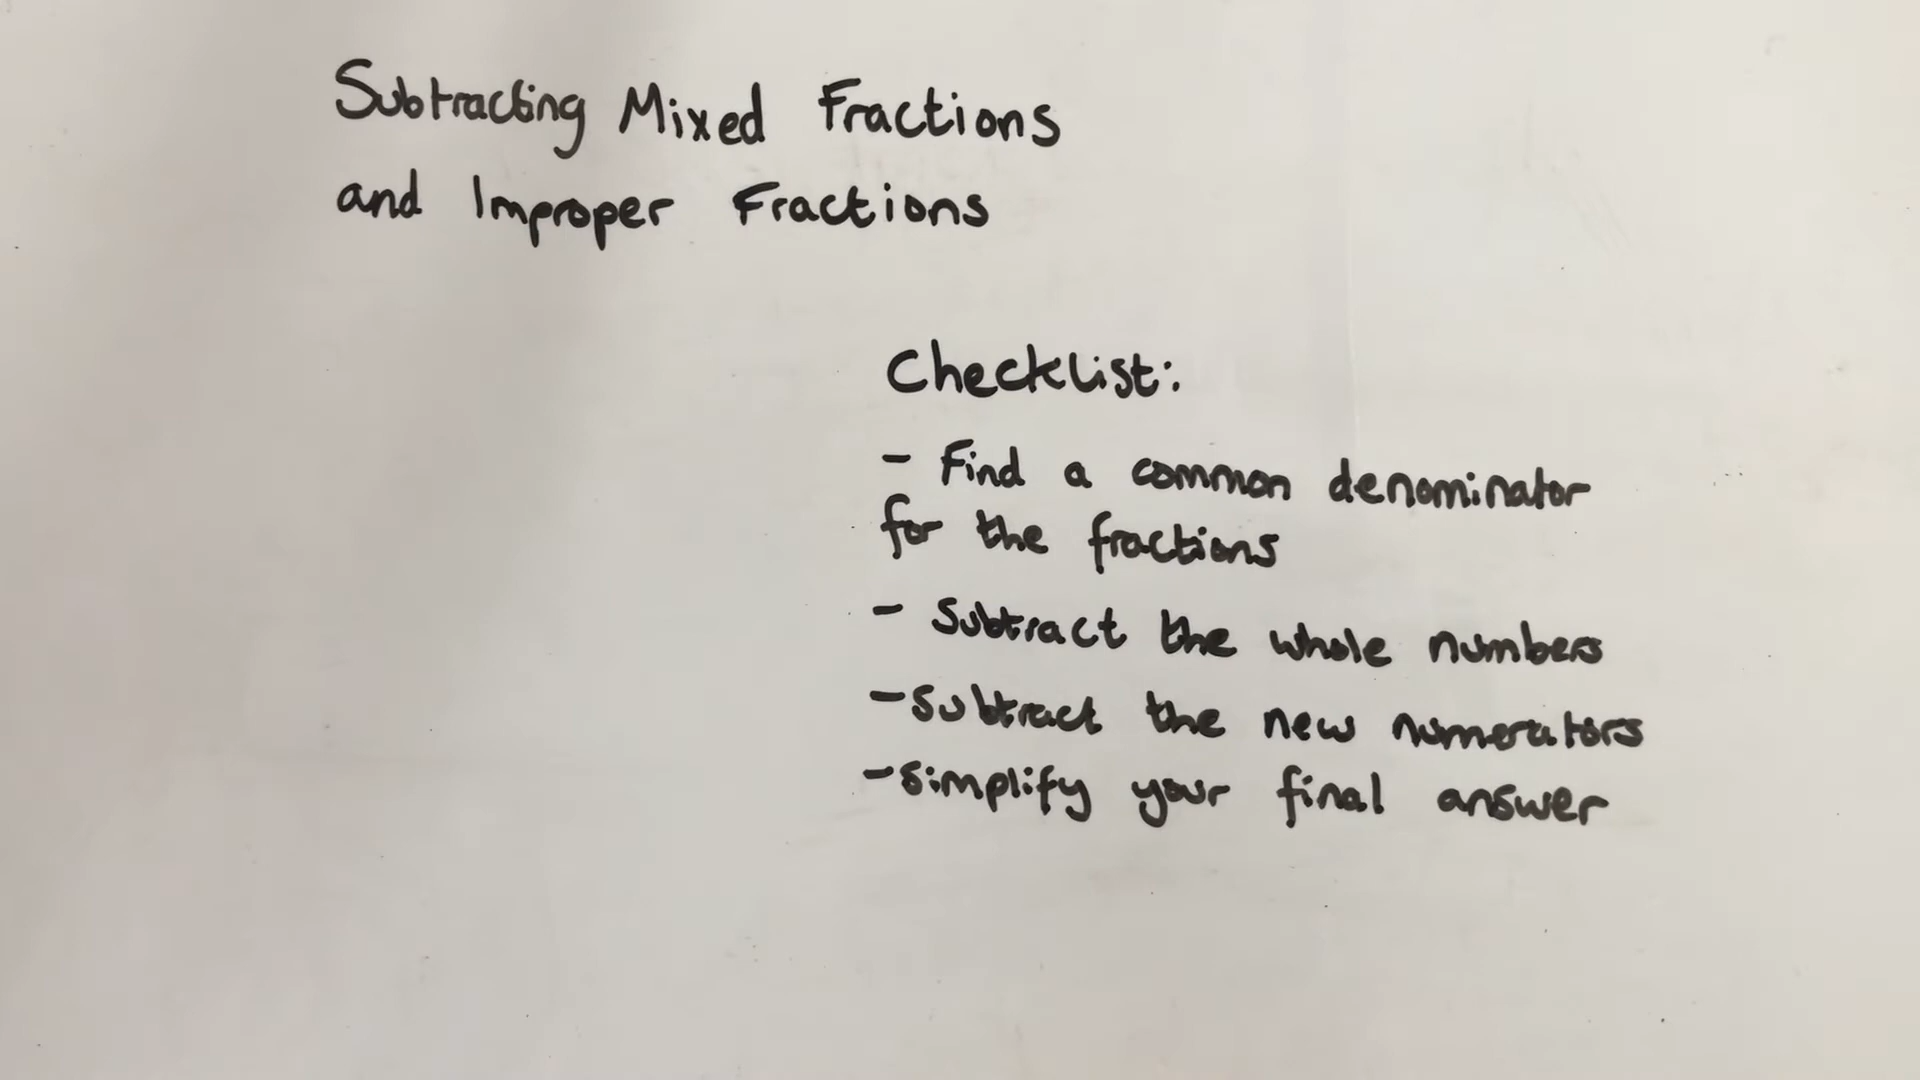 Subtracting Mixed Fractions
and Improper Fractions
Checklist:
- Find a common denominator
for the fractions
- Subtract the whole numbers
- Subtract the new numerators
- Simplify your final answer